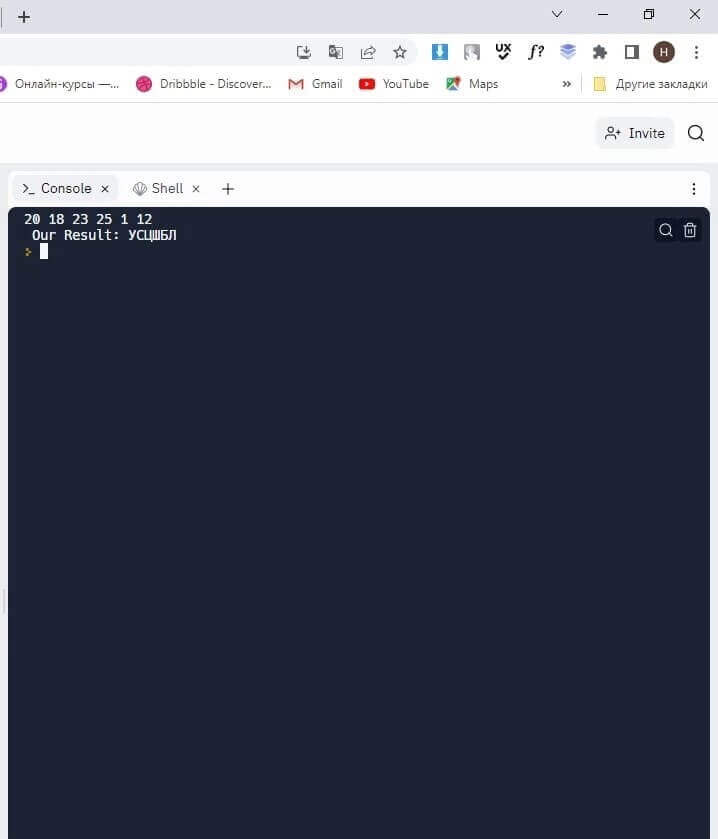 Онлайн-курсы —...
Dribbble - Discover...
Gmail
YouTube
Maps
»
Другие закладки
UX
f?
H
Invite
>_ Console ×
Shell ×
+
20 18 23 25 1 12
Our Result: УСЦШБЛ